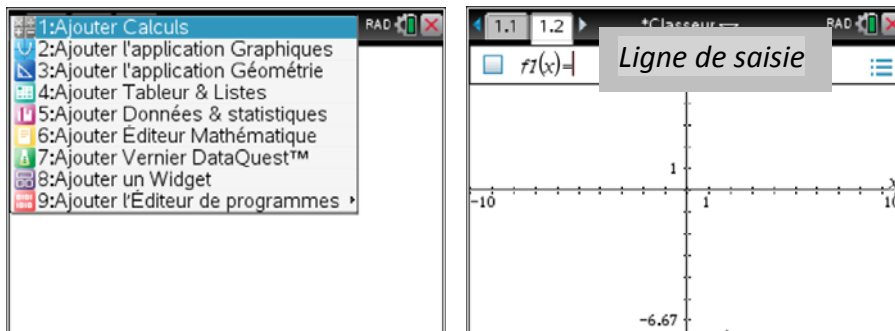 1:Ajouter Calculs
RAD
2:Ajouter l'application Graphiques
3:Ajouter l'application Géométrie
4:Ajouter Tableur & Listes
5:Ajouter Données & statistiques
6:Ajouter Éditeur Mathématique
7:Ajouter Vernier DataQuest™
8:Ajouter un Widget
9:Ajouter l'Éditeur de programmes
1.1 1.2 *Classeur RAD
Ligne de saisie
f1(x)=
1
x
-10 1 10
-6.67